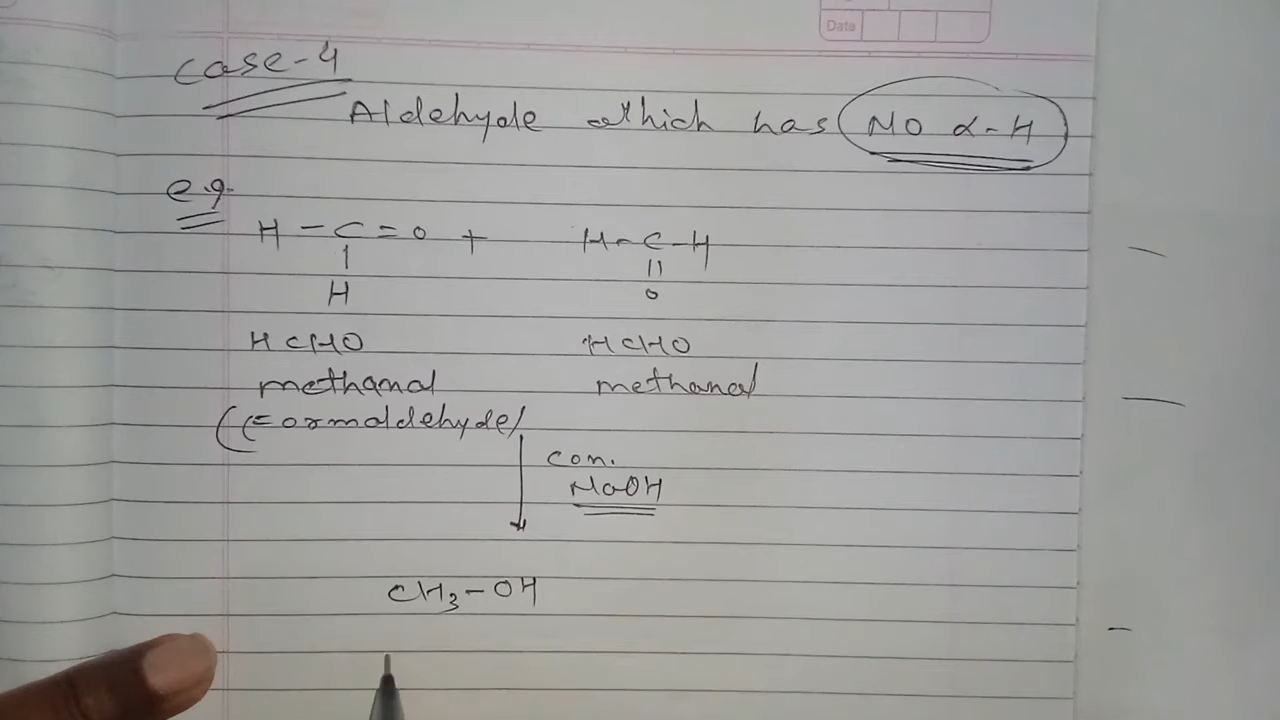 Date
Case-4
Aldehyde which has NO α-H
e.g.
H - C = O + H - C - H
| ||
H O
HCHO HCHO
methanal methanal
(Formaldehyde)
con.
NaOH
CH₃-OH